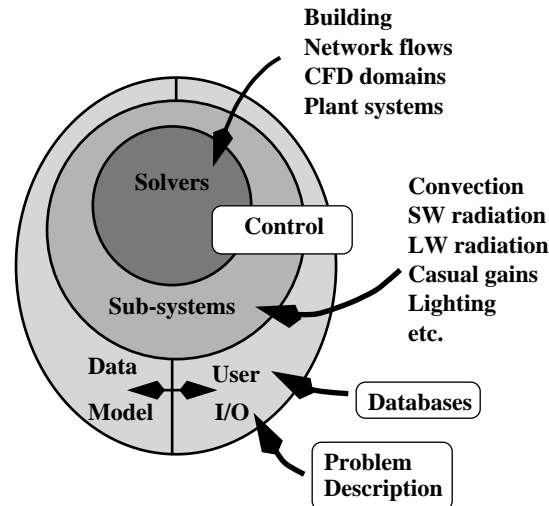 Building
Network flows
CFD domains
Plant systems
Solvers
Control
Convection
SW radiation
LW radiation
Casual gains
Lighting
etc.
Sub-systems
Data
Model
User
I/O
Databases
Problem
Description